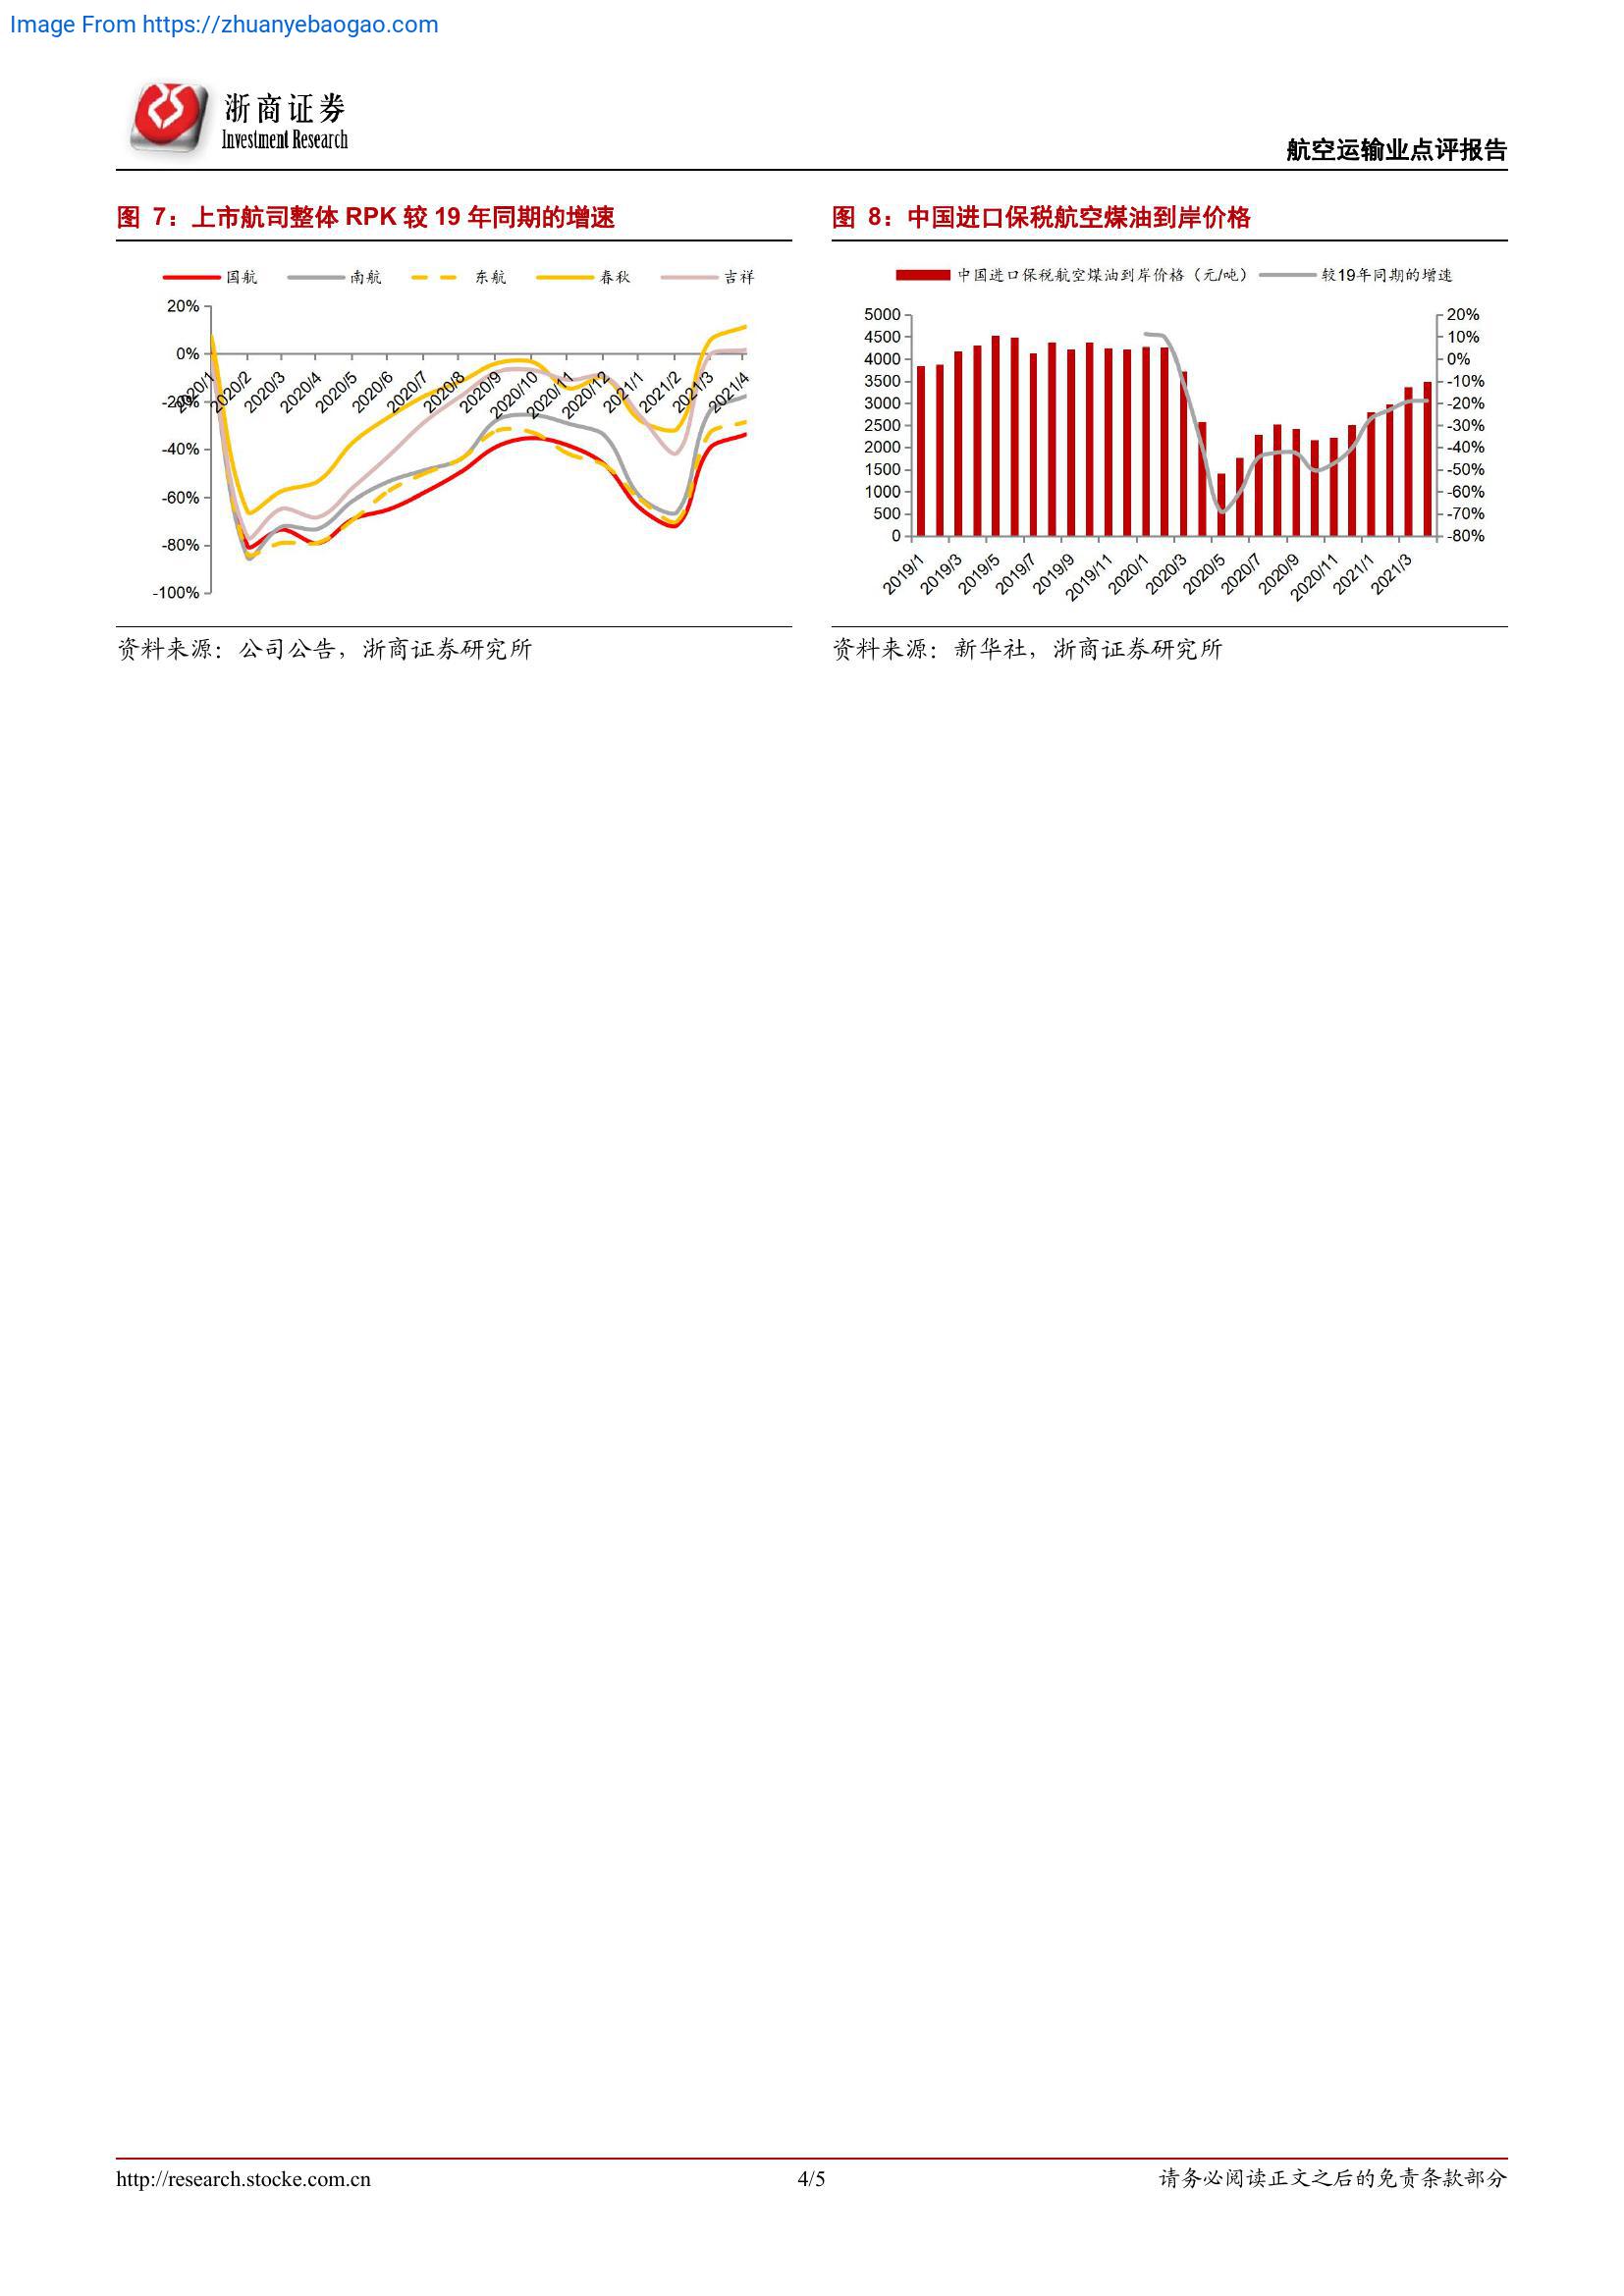 Image From https://zhuanyebaogao.com
浙商证券
Investment Research
航空运输业点评报告
图 7：上市航司整体 RPK 较 19 年同期的增速
国航 南航 东航 春秋 吉祥
20%
0%
-20%
-40%
-60%
-80%
-100%
2020/1 2020/2 2020/3 2020/4 2020/5 2020/6 2020/7 2020/8 2020/9 2020/10 2020/11 2020/12 2021/1 2021/2 2021/3 2021/4
资料来源：公司公告，浙商证券研究所
图 8：中国进口保税航空煤油到岸价格
中国进口保税航空煤油到岸价格（元/吨） 较19年同期的增速
5000 20%
4500 10%
4000 0%
3500 -10%
3000 -20%
2500 -30%
2000 -40%
1500 -50%
1000 -60%
500 -70%
0 -80%
2019/1 2019/3 2019/5 2019/7 2019/9 2019/11 2020/1 2020/3 2020/5 2020/7 2020/9 2020/11 2021/1 2021/3
资料来源：新华社，浙商证券研究所
http://research.stocke.com.cn 4/5 请务必阅读正文之后的免责条款部分